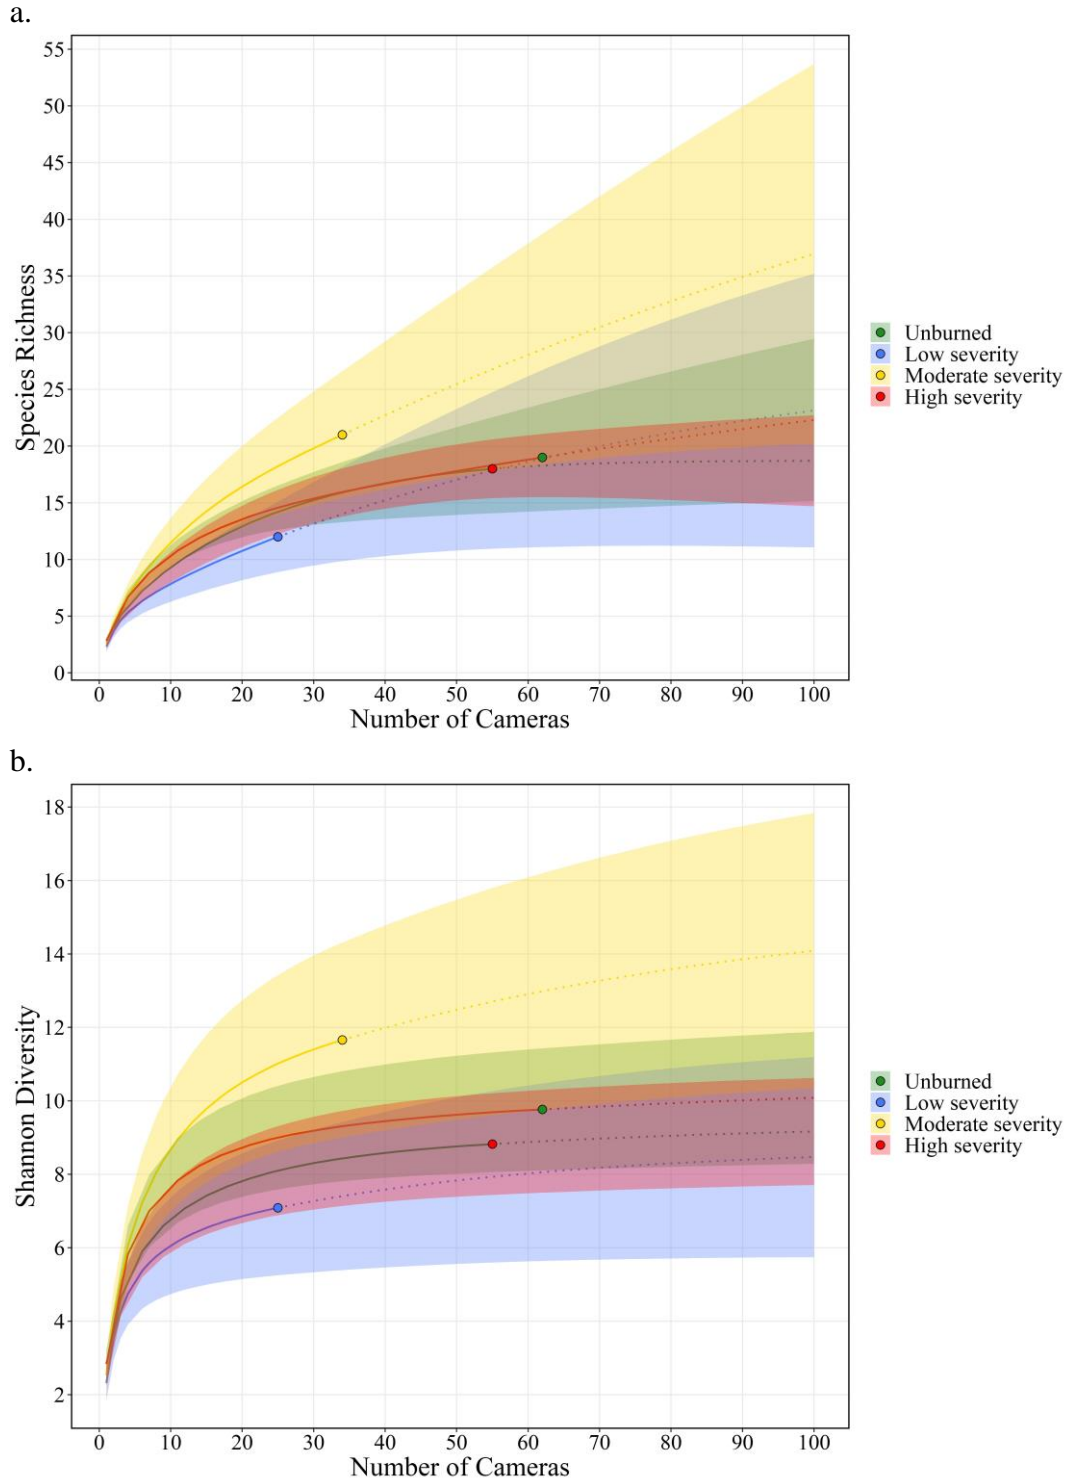 a.
55
50
45
40
35
30
25
20
15
10
5
0
Species Richness
0 10 20 30 40 50 60 70 80 90 100
Number of Cameras
Unburned
Low severity
Moderate severity
High severity
b.
18
16
14
12
10
8
6
4
2
Shannon Diversity
0 10 20 30 40 50 60 70 80 90 100
Number of Cameras
Unburned
Low severity
Moderate severity
High severity